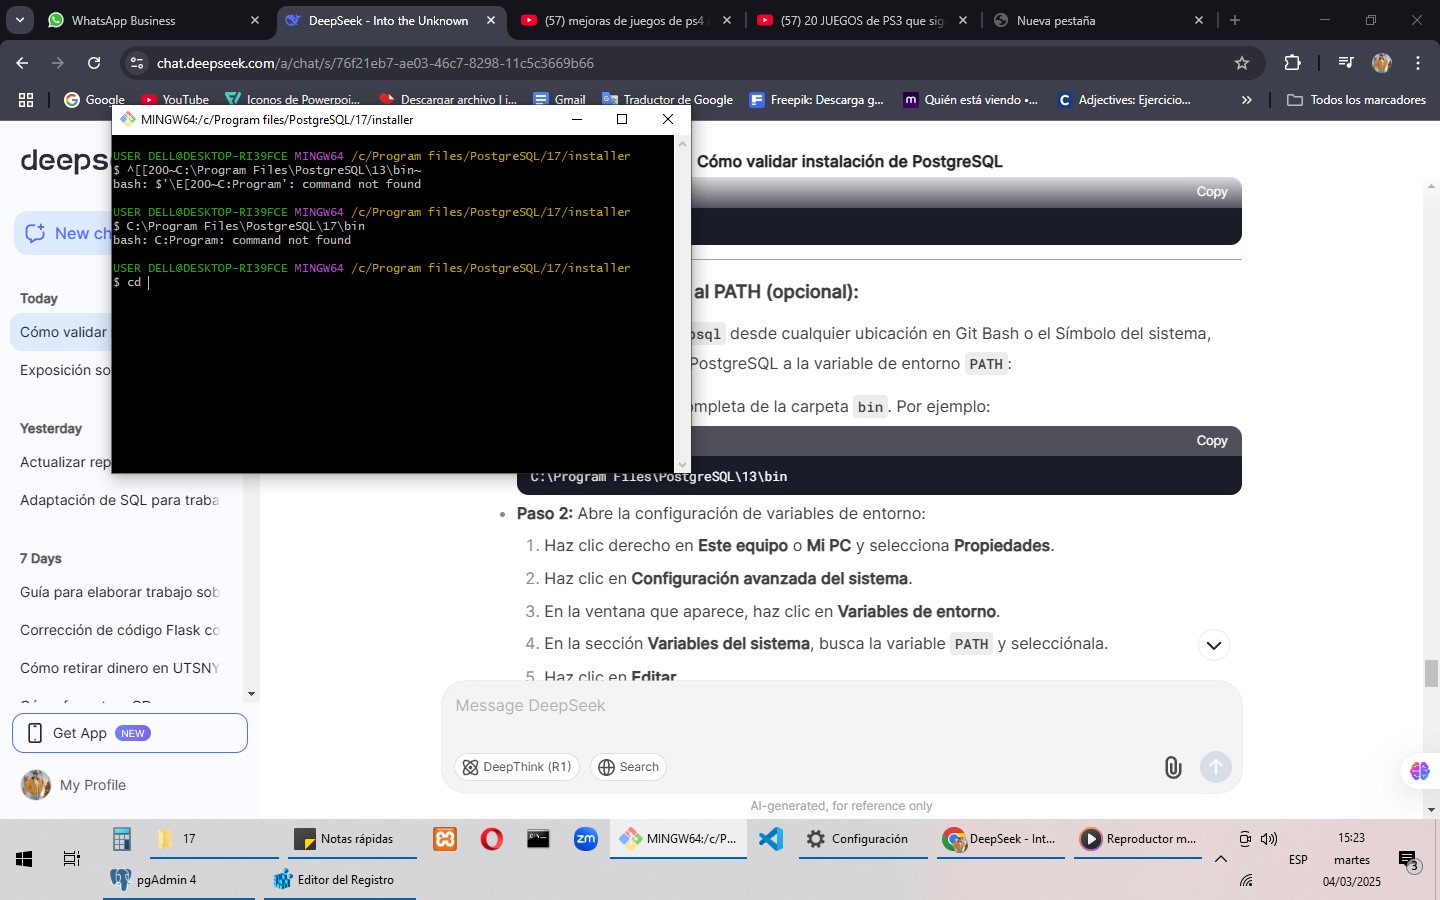 WhatsApp Business
DeepSeek - Into the Unknown
(57) mejoras de juegos de ps4
(57) 20 JUEGOS de PS3 que sig
Nueva pestaña
chat.deepseek.com/a/chat/s/76f21eb7-ae03-46c7-8298-11c5c3669b66
Google
YouTube
Iconos de Powerpoi...
Descargar archivo | i...
Gmail
Traductor de Google
Freepik: Descarga g...
Quién está viendo •...
Adjectives: Ejercicio...
Todos los marcadores
MINGW64:/c/Program files/PostgreSQL/17/installer
USER DELL@DESKTOP-RI39FCE MINGW64 /c/Program files/PostgreSQL/17/installer
$ ^[[200~C:\Program Files\PostgreSQL\13\bin~
bash: $'\E[200~C:Program': command not found
USER DELL@DESKTOP-RI39FCE MINGW64 /c/Program files/PostgreSQL/17/installer
$ C:\Program Files\PostgreSQL\17\bin
bash: C:Program: command not found
USER DELL@DESKTOP-RI39FCE MINGW64 /c/Program files/PostgreSQL/17/installer
$ cd
deeps
New ch
Today
Cómo validar
Exposición so
Yesterday
Actualizar rep
Adaptación de SQL para traba
7 Days
Guía para elaborar trabajo sob
Corrección de código Flask co
Cómo retirar dinero en UTSNY
Get App NEW
My Profile
Cómo validar instalación de PostgreSQL
Copy
al PATH (opcional):
psql desde cualquier ubicación en Git Bash o el Símbolo del sistema,
PostgreSQL a la variable de entorno PATH:
ompleta de la carpeta bin. Por ejemplo:
Copy
C:\Program Files\PostgreSQL\13\bin
• Paso 2: Abre la configuración de variables de entorno:
1. Haz clic derecho en Este equipo o Mi PC y selecciona Propiedades.
2. Haz clic en Configuración avanzada del sistema.
3. En la ventana que aparece, haz clic en Variables de entorno.
4. En la sección Variables del sistema, busca la variable PATH y selecciónala.
5. Haz clic en Editar
Message DeepSeek
DeepThink (R1)
Search
AI-generated, for reference only
17
Notas rápidas
zm
MINGW64:/c/P...
Configuración
DeepSeek - Int...
Reproductor m...
pgAdmin 4
Editor del Registro
ESP
15:23
martes
04/03/2025
3